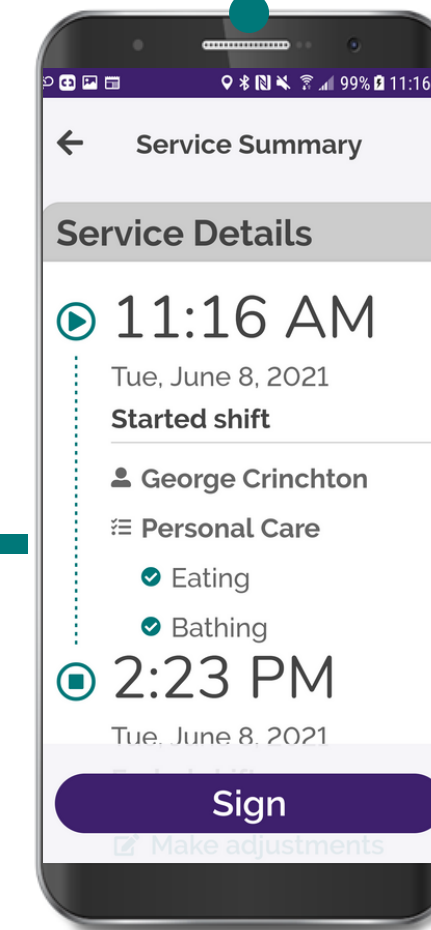 99% 11:16
Service Summary
Service Details
11:16 AM
Tue, June 8, 2021
Started shift
George Crinchton
Personal Care
Eating
Bathing
2:23 PM
Tue, June 8, 2021
Sign
Make adjustments